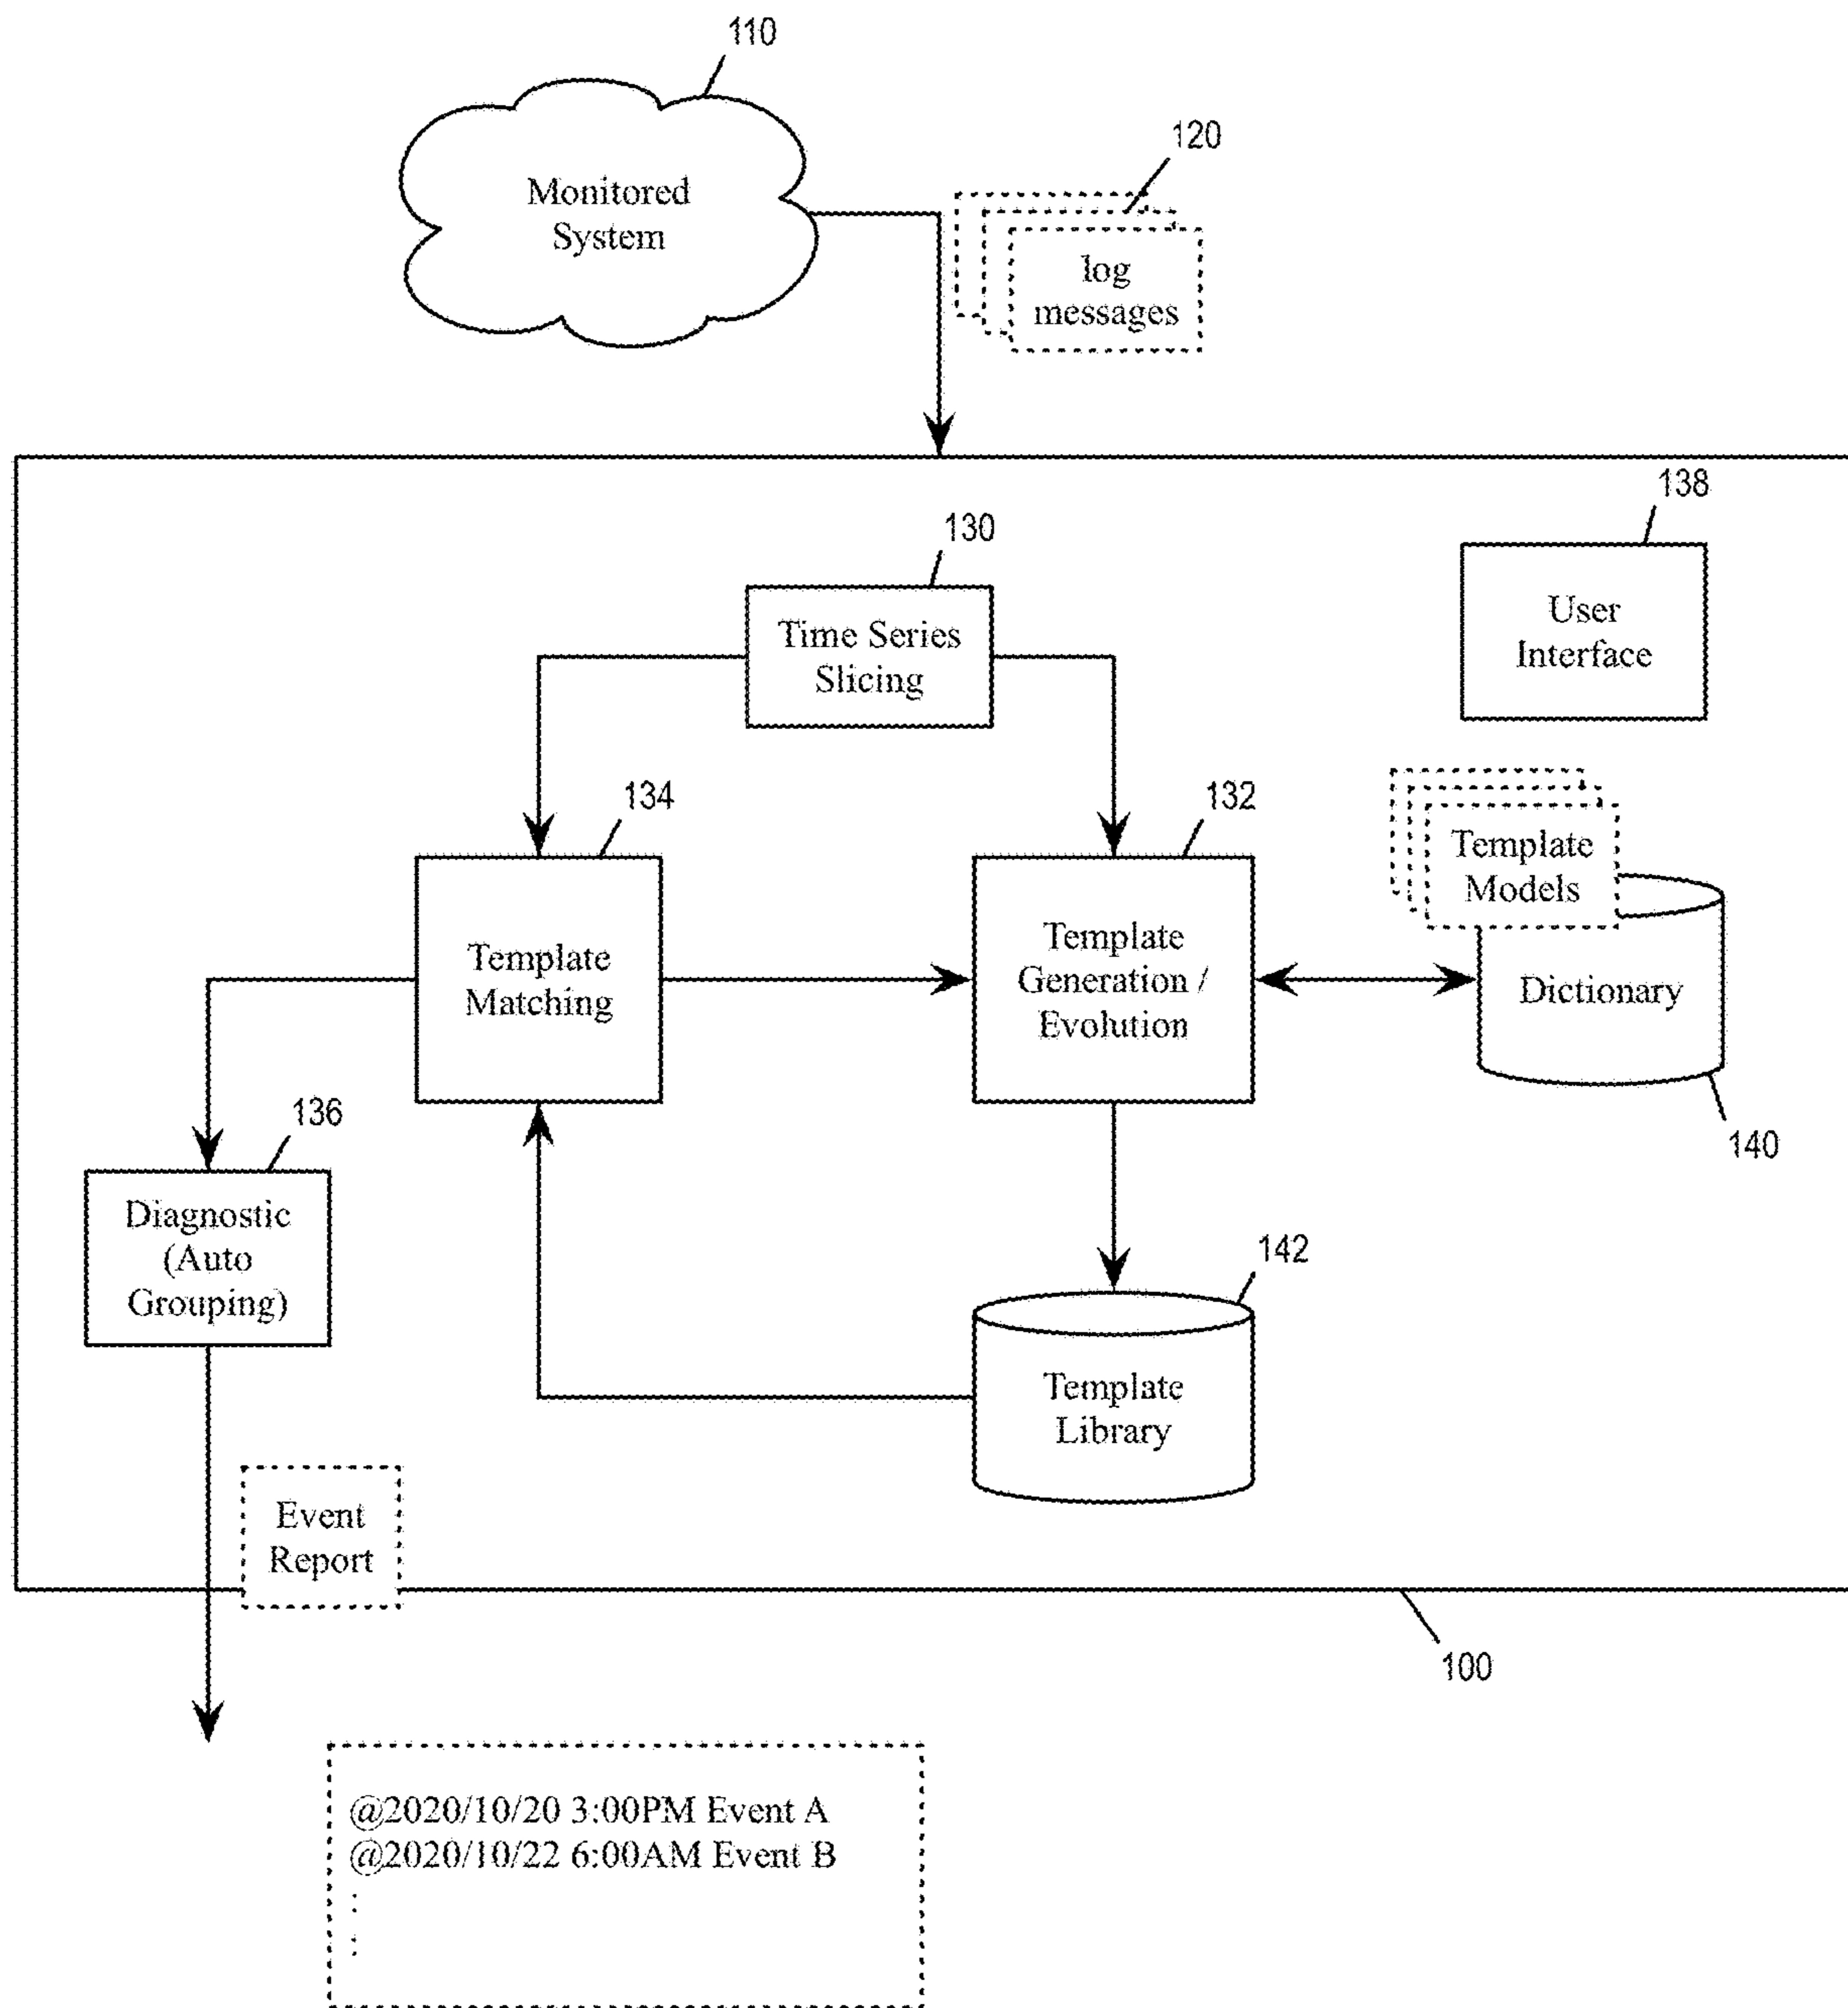 110
Monitored
System
120
log
messages
138
130
User
Interface
Time Series
Slicing
134
132
Template
Models
Template
Matching
Template
Generation /
Evolution
Dictionary
140
136
Diagnostic
(Auto
Grouping)
142
Template
Library
Event
Report
100
@2020/10/20 3:00PM Event A
@2020/10/22 6:00AM Event B
:
: